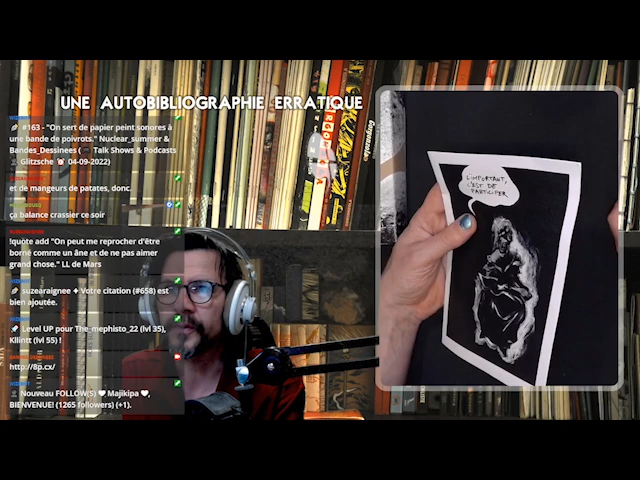 UNE AUTOBIBLIOGRAPHIE ERRATIQUE
#163 - "On sert de papier peint sonores à
une bande de poivrots." Nuclear_summer &
Bandes_Dessinees ( Talk Shows & Podcasts
Glitzsche 04-09-2022)
et de mangeurs de patates, donc.
ça balance crassier ce soir
!quote add "On peut me reprocher d'être
borné comme un âne et de ne pas aimer
grand chose." LL de Mars
suzearaignee + Votre citation (#658) est
bien ajoutée.
Level UP pour The_mephisto_22 (lvl 35),
Kllintt (lvl 55) !
http://8p.cx/
Nouveau FOLLOW(S) ♥ Majikipa ♥,
BIENVENUE! (1265 followers) (+1).
L'IMPORTANT,
C'EST DE
PARTICIPER